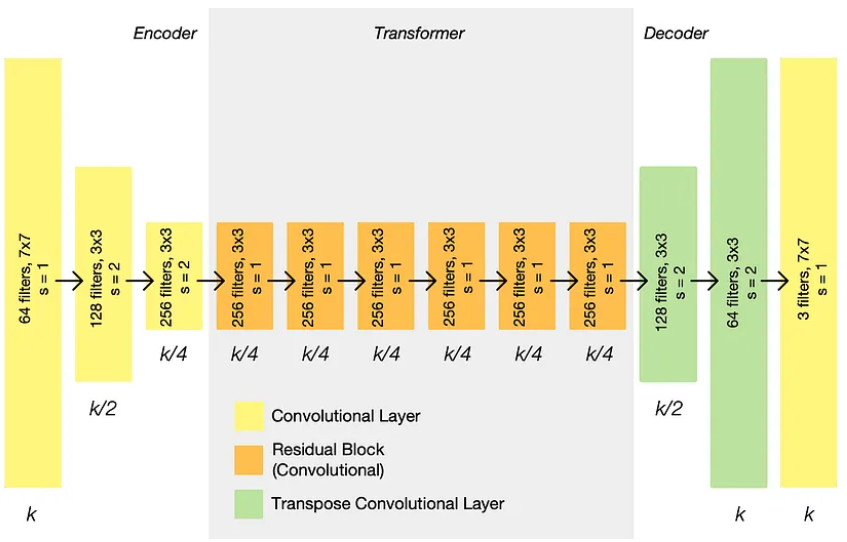 Encoder
Transformer
Decoder
64 filters, 7x7
s = 1
128 filters, 3x3
s = 2
256 filters, 3x3
s = 2
256 filters, 3x3
s = 1
256 filters, 3x3
s = 1
256 filters, 3x3
s = 1
256 filters, 3x3
s = 1
256 filters, 3x3
s = 1
256 filters, 3x3
s = 1
128 filters, 3x3
s = 2
64 filters, 3x3
s = 2
3 filters, 7x7
s = 1
k/4
k/4
k/4
k/4
k/4
k/4
k/4
k/2
k/2
Convolutional Layer
Residual Block
(Convolutional)
Transpose Convolutional Layer
k
k
k